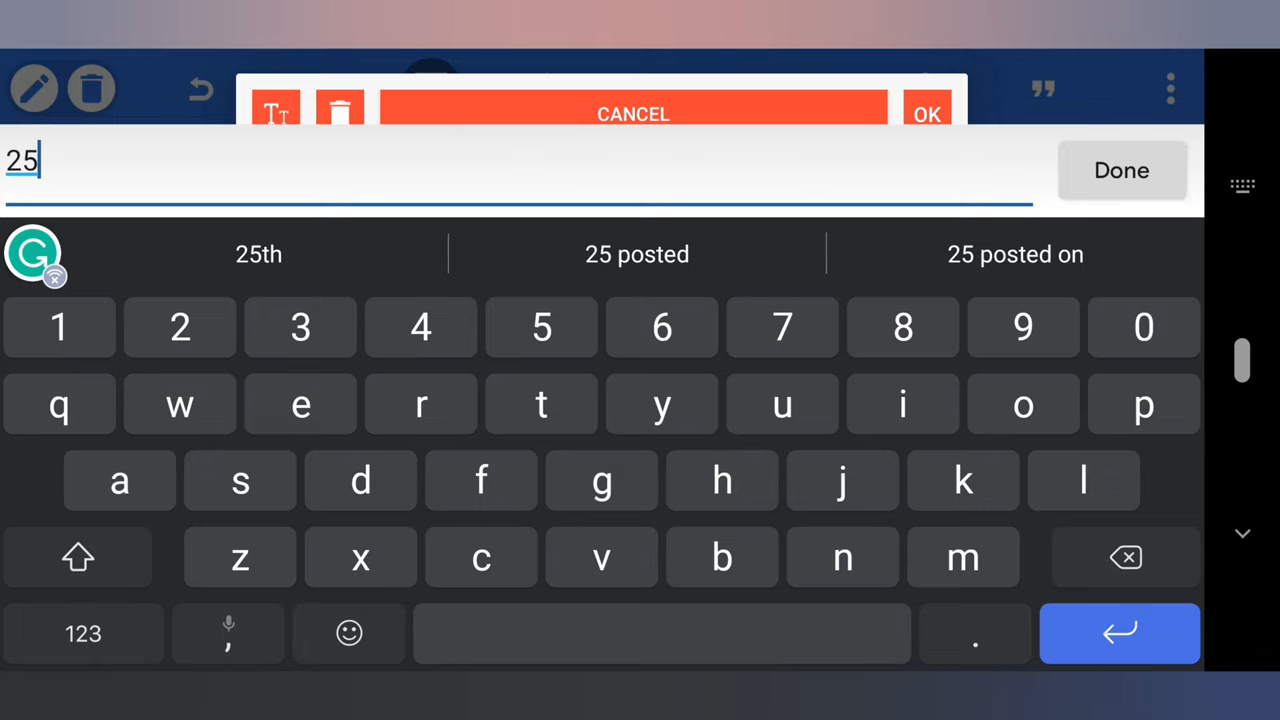 TT
CANCEL
OK
25
Done
25th
25 posted
25 posted on
1 2 3 4 5 6 7 8 9 0
q w e r t y u i o p
a s d f g h j k l
z x c v b n m
123 , .